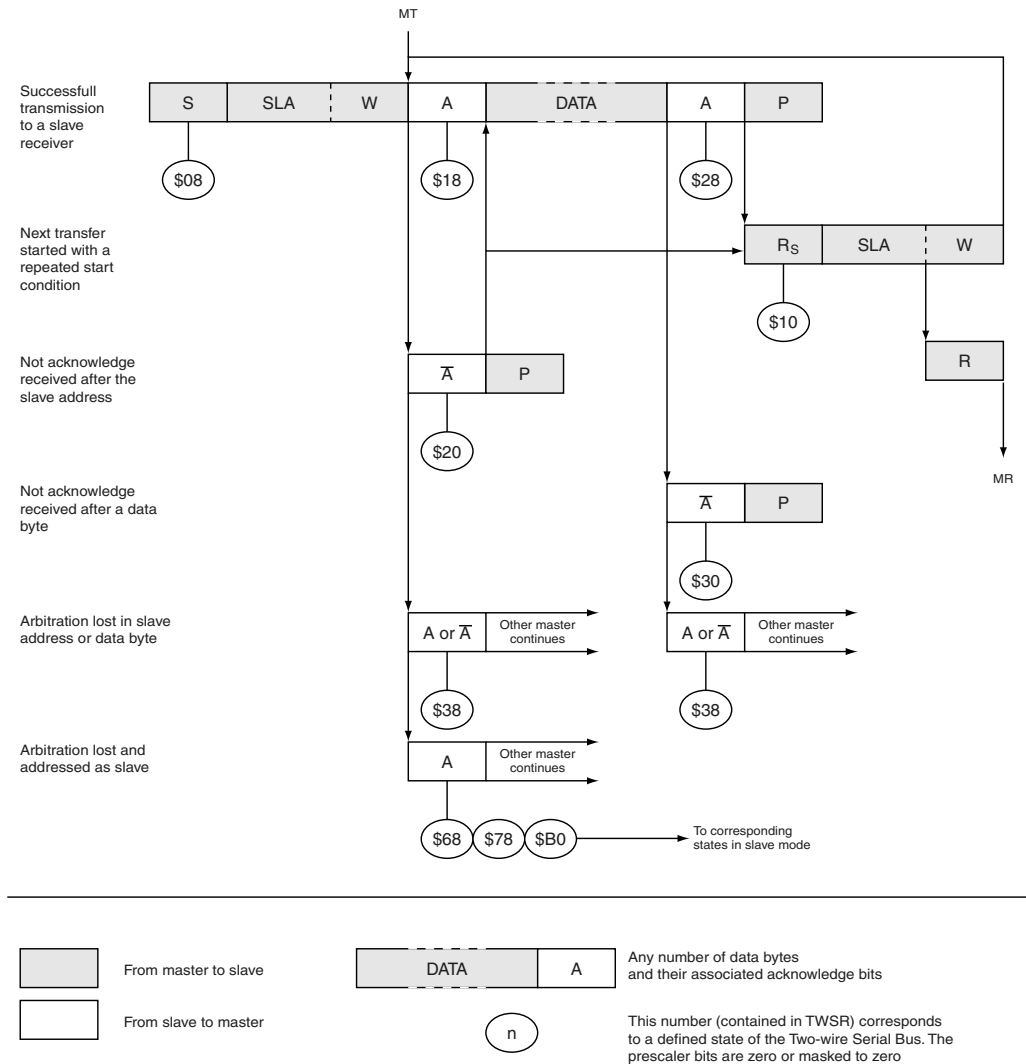 MT
Successfull
transmission
to a slave
receiver
S SLA W A DATA A P
$08 $18 $28
Next transfer
started with a
repeated start
condition
RS SLA W
$10
Not acknowledge
received after the
slave address
A̅ P
R
$20
MR
Not acknowledge
received after a data
byte
A̅ P
$30
Arbitration lost in slave
address or data byte
A or A̅ Other master
continues
A or A̅ Other master
continues
$38 $38
Arbitration lost and
addressed as slave
A Other master
continues
$68 $78 $B0
To corresponding
states in slave mode
From master to slave
DATA A
Any number of data bytes
and their associated acknowledge bits
From slave to master
n
This number (contained in TWSR) corresponds
to a defined state of the Two-wire Serial Bus. The
prescaler bits are zero or masked to zero